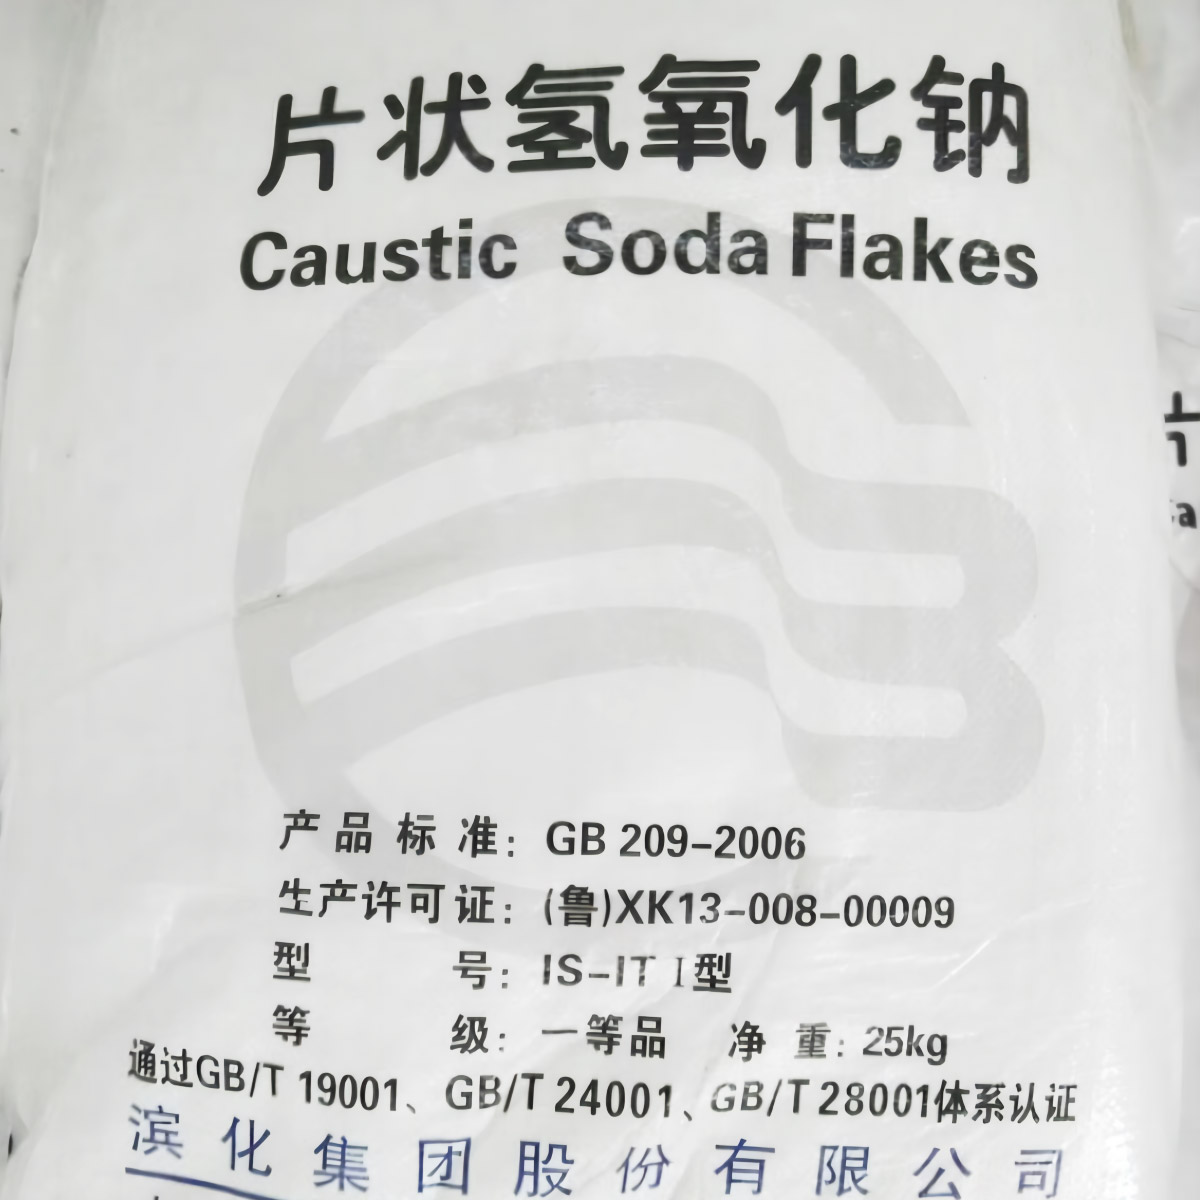 片状氢氧化钠
Caustic Soda Flakes
产品标准：GB 209-2006
生产许可证：(鲁)XK13-008-00009
型号：IS-IT I型
等级：一等品 净重：25kg
通过GB/T 19001、GB/T 24001、GB/T 28001体系认证
滨化集团股份有限公司